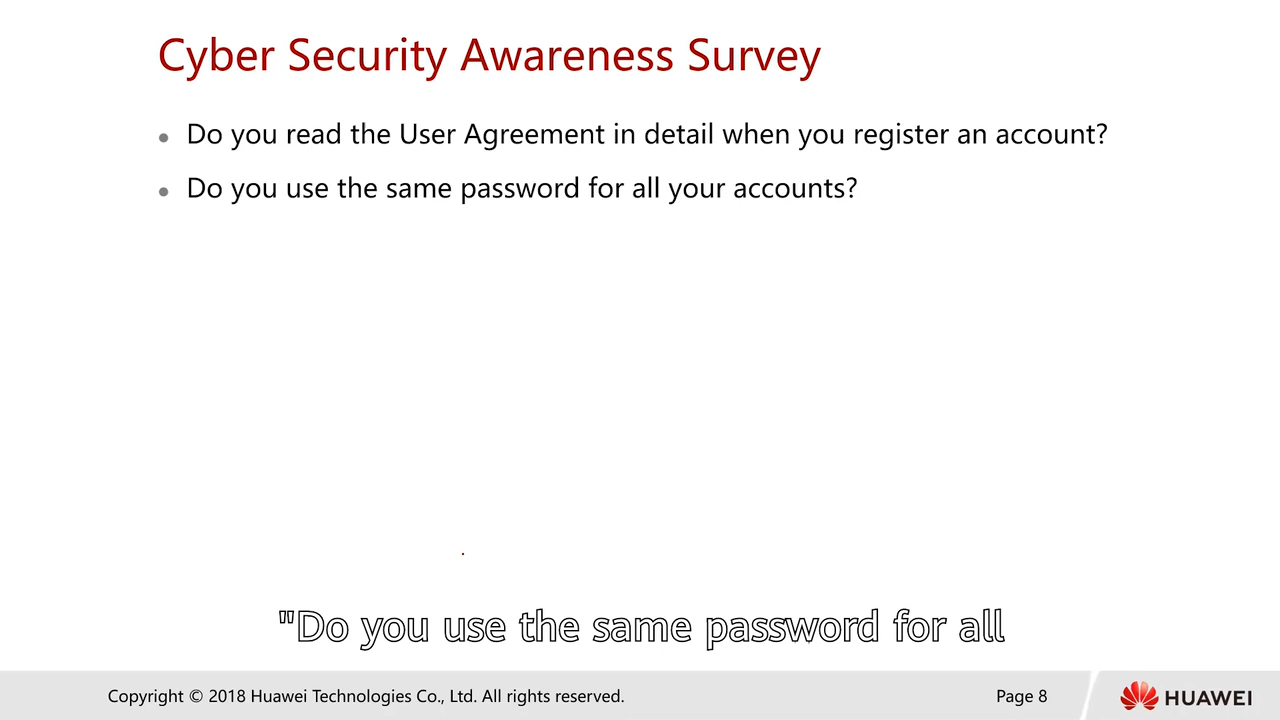 Cyber Security Awareness Survey
Do you read the User Agreement in detail when you register an account?
Do you use the same password for all your accounts?
"Do you use the same password for all
Copyright © 2018 Huawei Technologies Co., Ltd. All rights reserved.
Page 8
HUAWEI